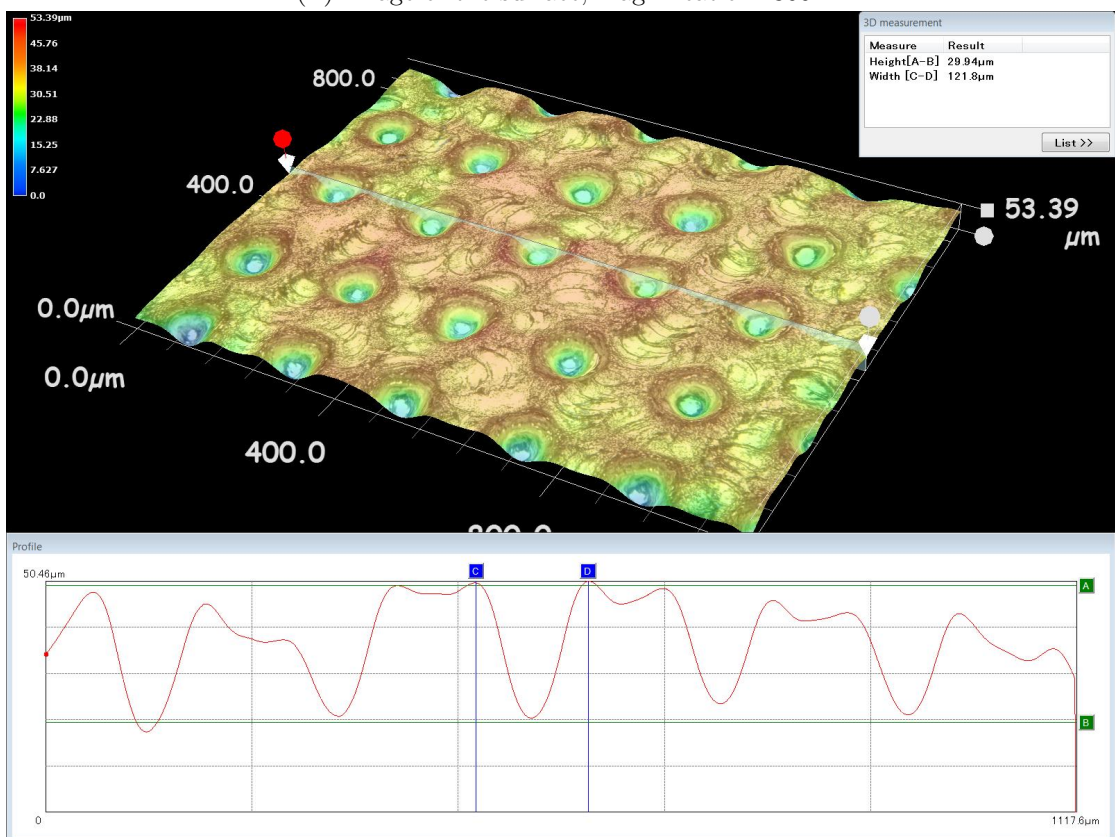 53.39µm
45.76
38.14
30.51
22.88
15.25
7.627
0.0
3D measurement
Measure Result
Height[A-B] 29.94µm
Width [C-D] 121.8µm
List >>
800.0
400.0
0.0µm
0.0µm
400.0
53.39
µm
Profile
50.46µm
C
D
A
B
0
1117.6µm